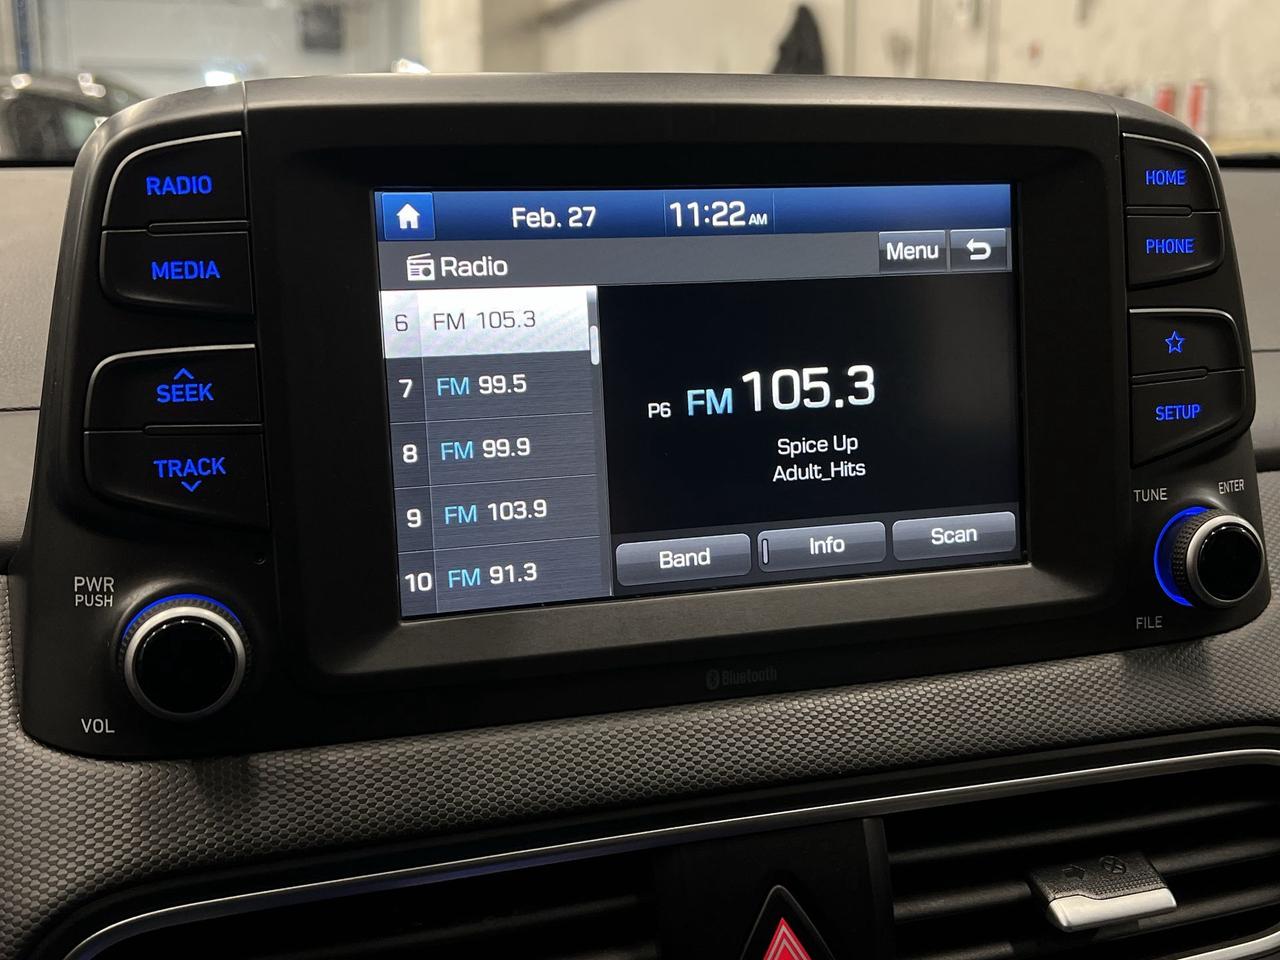 RADIO
MEDIA
SEEK
TRACK
PWR
PUSH
VOL
Feb. 27
11:22 AM
Radio
Menu
6 FM 105.3
7 FM 99.5
8 FM 99.9
9 FM 103.9
10 FM 91.3
P6 FM 105.3
Spice Up
Adult_Hits
Band
Info
Scan
Bluetooth
HOME
PHONE
SETUP
TUNE
ENTER
FILE